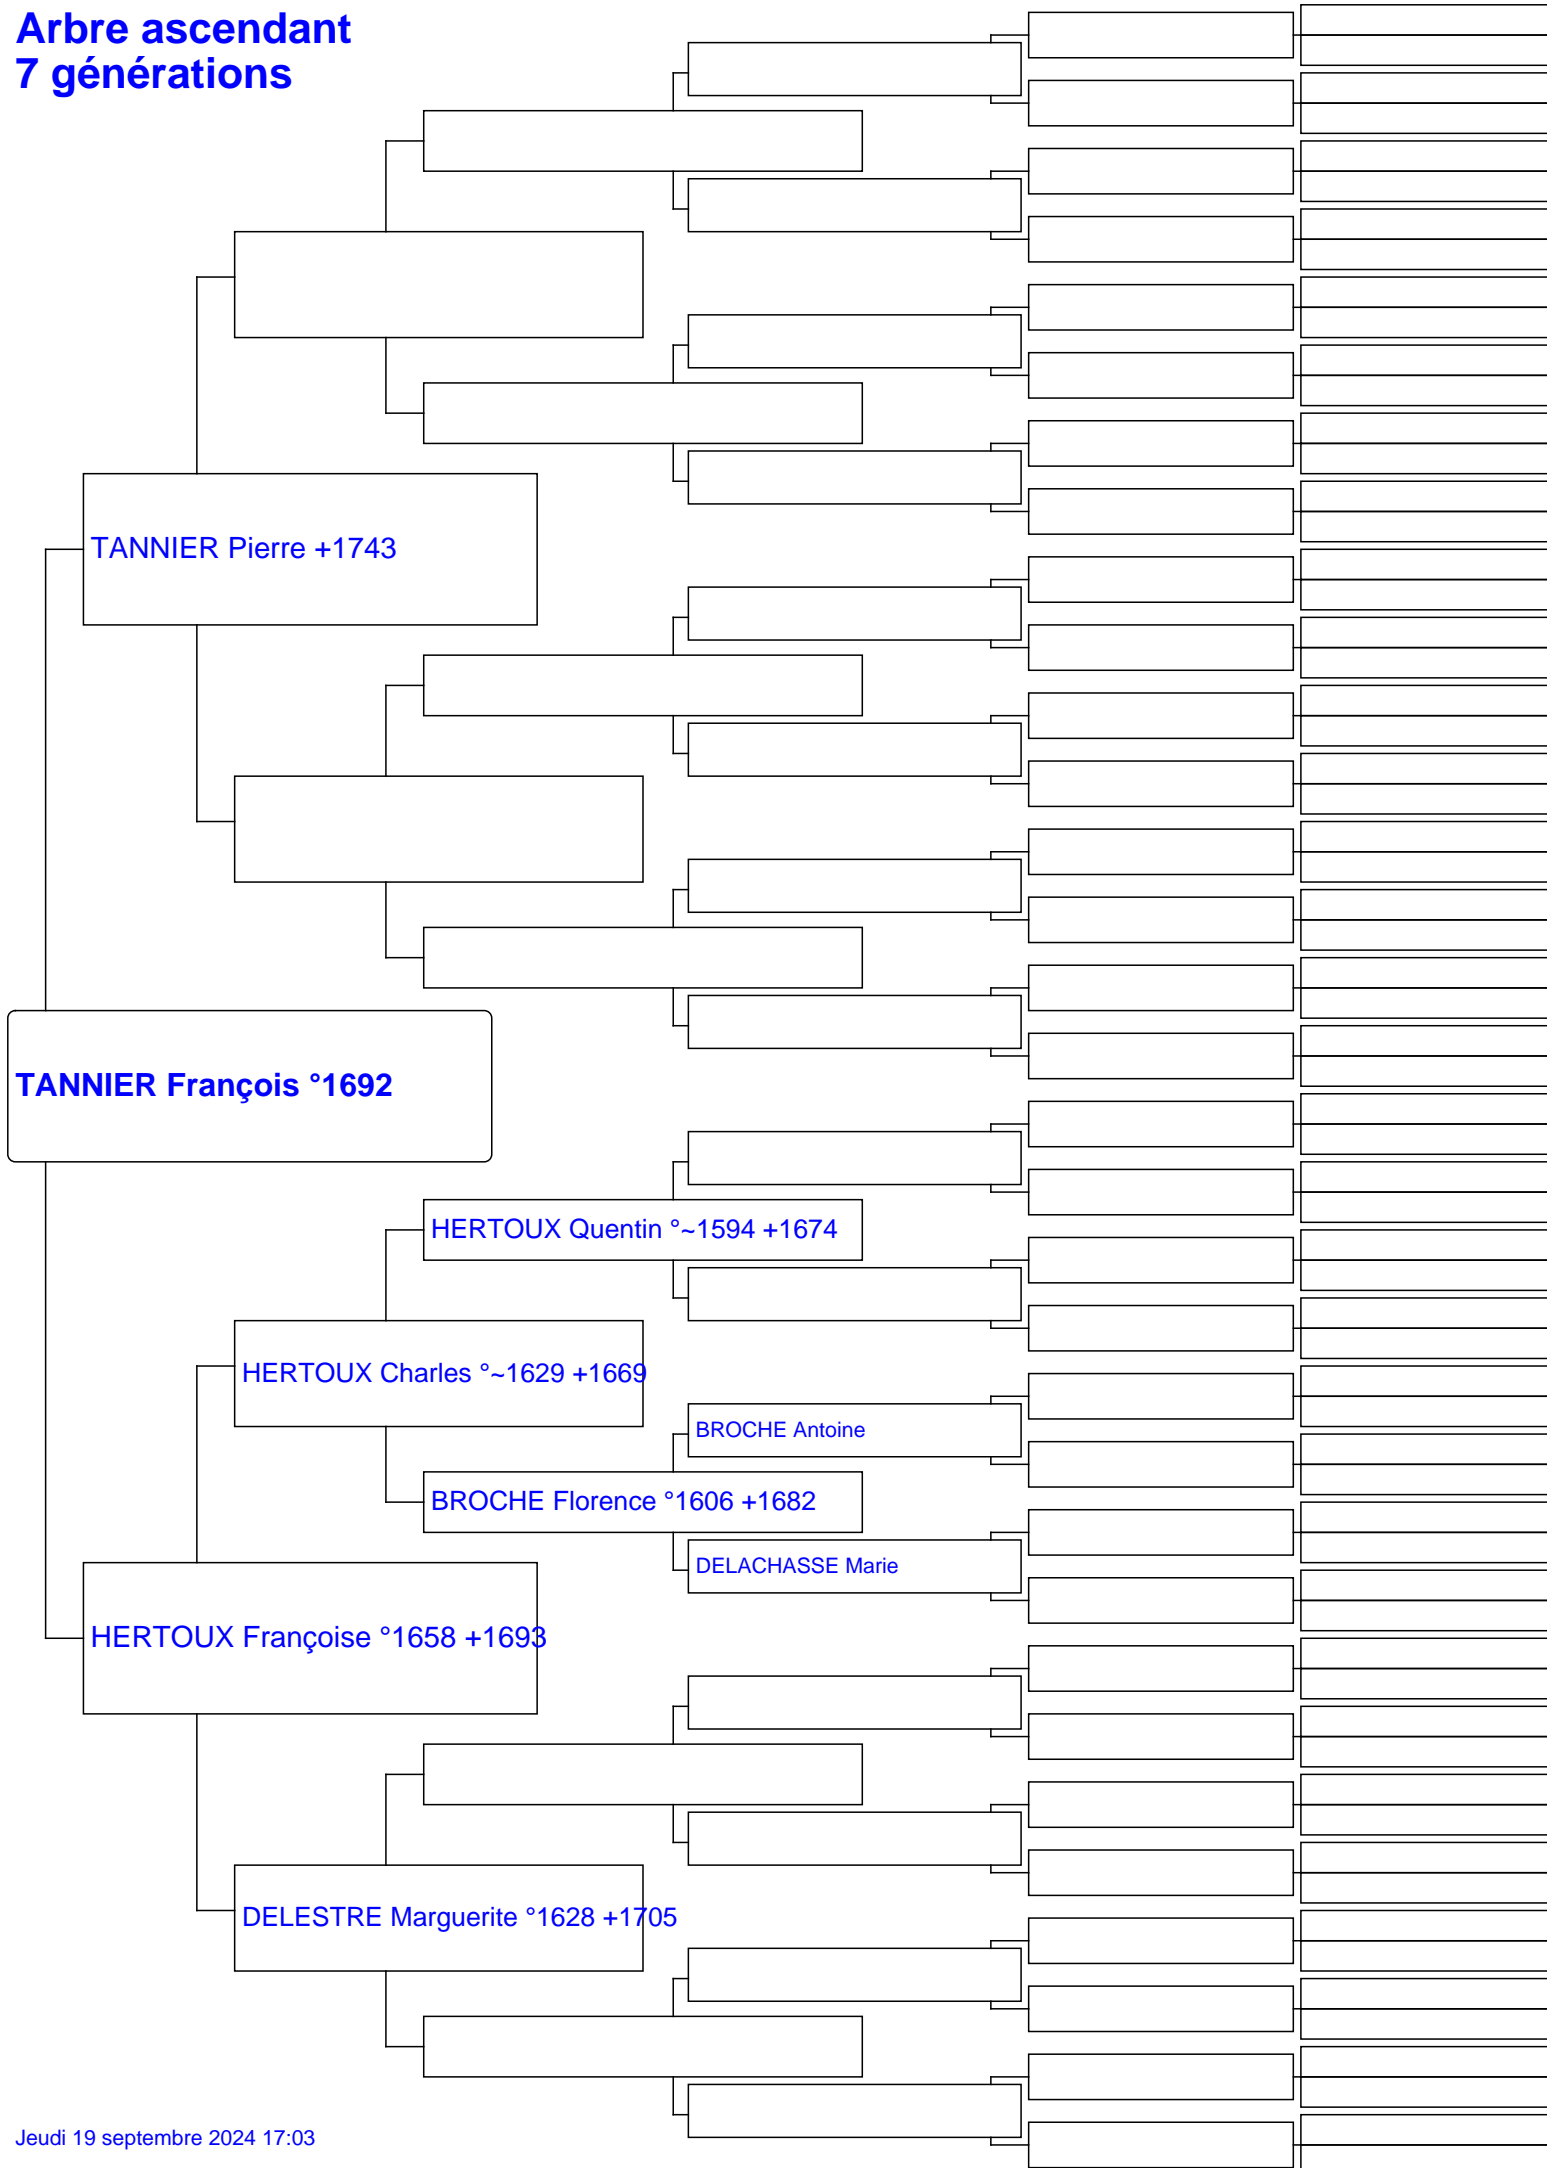 Arbre ascendant
7 générations
TANNIER Pierre +1743
TANNIER François °1692
HERTOUX Quentin °~1594 +1674
HERTOUX Charles °~1629 +1669
BROCHE Antoine
BROCHE Florence °1606 +1682
DELACHASSE Marie
HERTOUX Françoise °1658 +1693
DELESTRE Marguerite °1628 +1705
Jeudi 19 septembre 2024 17:03